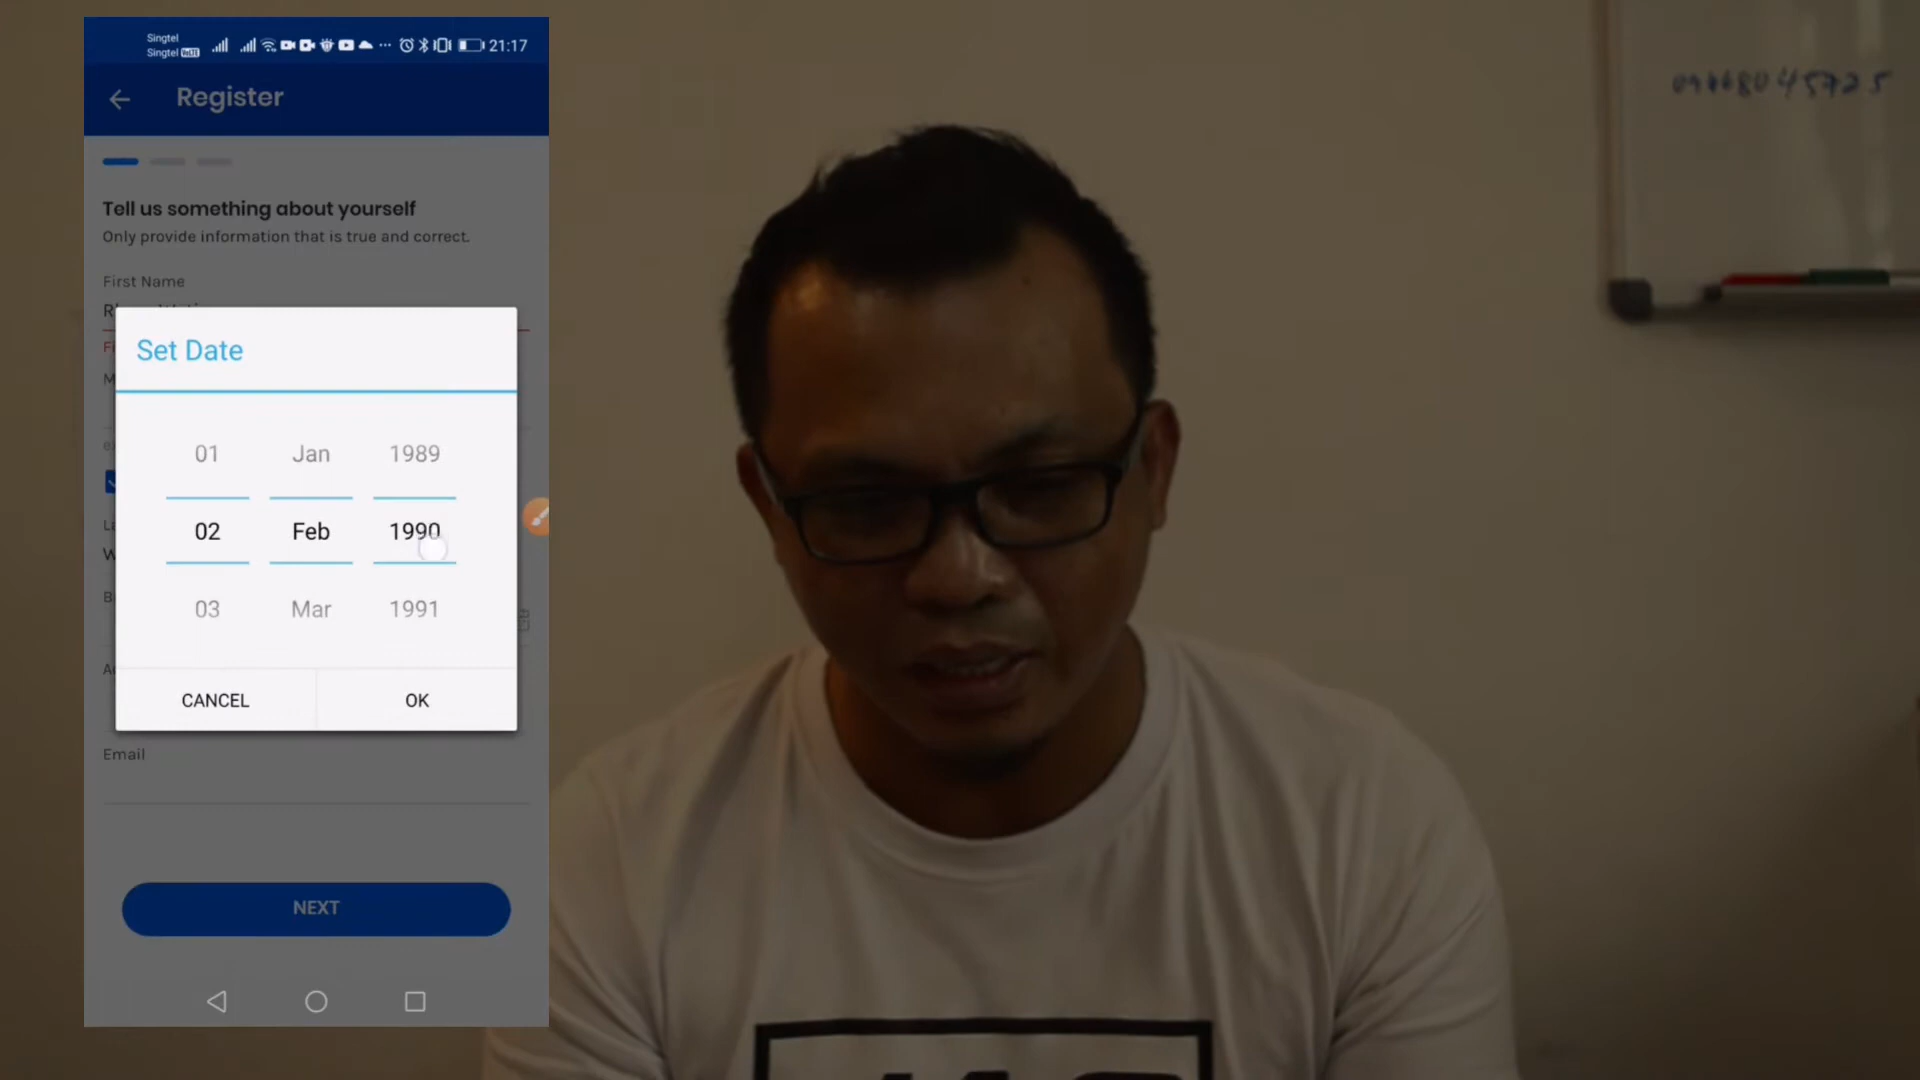 Singtel
Singtel VoLTE
21:17
Register
Tell us something about yourself
Only provide information that is true and correct.
First Name
Set Date
01 Jan 1989
02 Feb 1990
03 Mar 1991
CANCEL OK
Email
NEXT